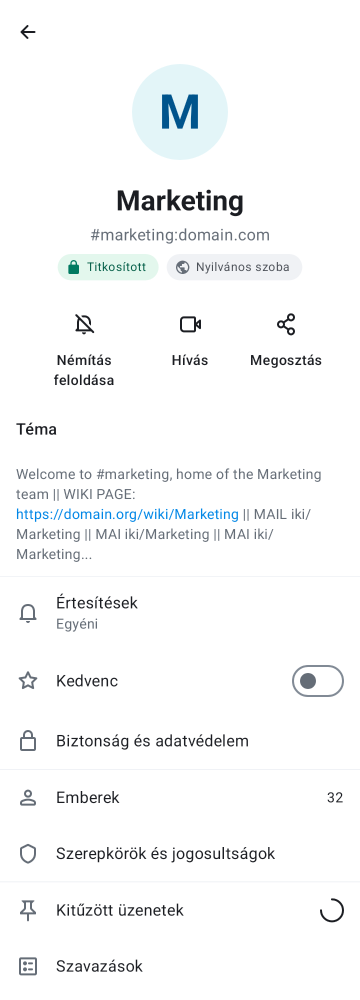 M
Marketing
#marketing:domain.com
Titkosított
Nyilvános szoba
Némítás
feloldása
Hívás
Megosztás
Téma
Welcome to #marketing, home of the Marketing
team || WIKI PAGE:
https://domain.org/wiki/Marketing || MAIL iki/
Marketing || MAI iki/Marketing || MAI iki/
Marketing...
Értesítések
Egyéni
Kedvenc
Biztonság és adatvédelem
Emberek 32
Szerepkörök és jogosultságok
Kitűzött üzenetek
Szavazások